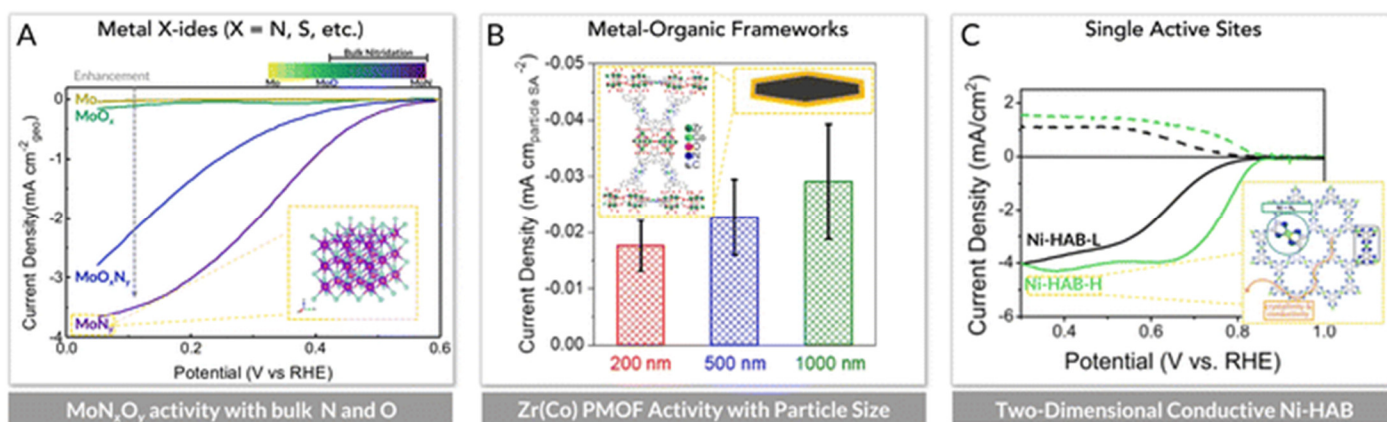 A
Metal X-ides (X = N, S, etc.)
Enhancement
Bulk Nitridation
Mo
MoO
MoN
Mo
MoOx
MoOxNy
MoNx
0
-1
-2
-3
-4
0.0
0.2
0.4
0.6
Current Density(mA cm-2geo)
Potential (V vs RHE)
MoNxOy activity with bulk N and O
B
Metal-Organic Frameworks
-0.05
-0.04
-0.03
-0.02
-0.01
0.00
Current Density (mA cmparticle SA-2)
Zr
Co
O
N
C
200 nm
500 nm
1000 nm
Zr(Co) PMOF Activity with Particle Size
C
Single Active Sites
2
0
-2
-4
-6
Current Density (mA/cm2)
Ni-HAB-L
Ni-HAB-H
0.4
0.6
0.8
1.0
Potential (V vs. RHE)
Two-Dimensional Conductive Ni-HAB